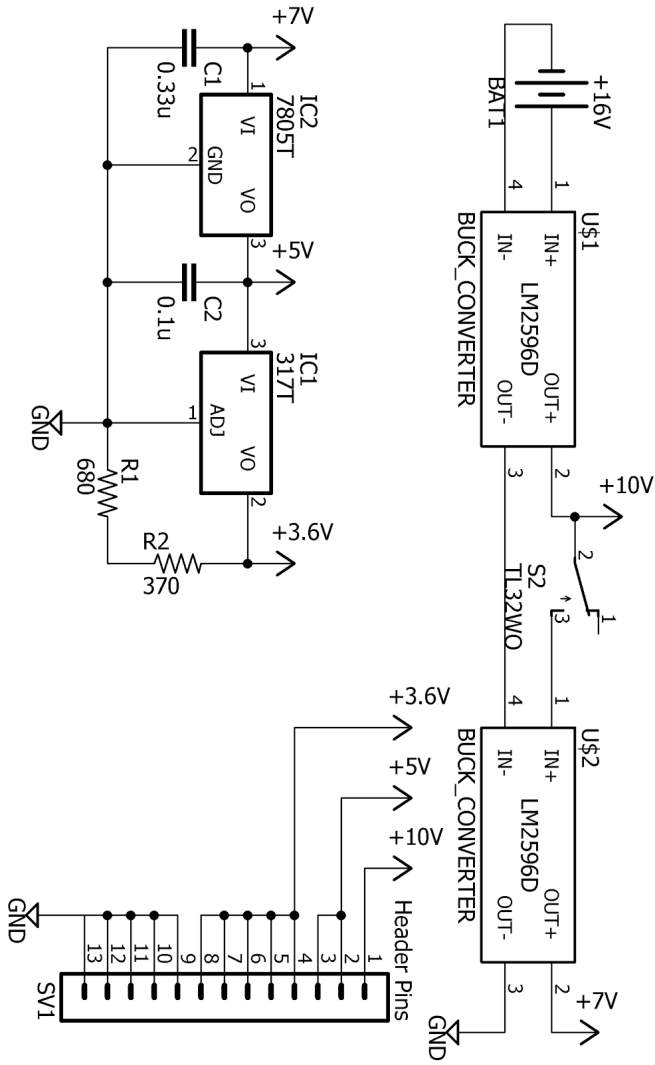 +7V
C1
0.33u
1
IC2
7805T
VI
GND
VO
2
3
+5V
C2
0.1u
3
IC1
317T
VI
ADJ
VO
1
2
GND
R1
680
R2
370
+3.6V
+16V
BAT1
1
4
U$1
IN+
IN-
LM2596D
OUT+
OUT-
BUCK_CONVERTER
2
3
+10V
2
S2
TL32WO
3
1
1
4
U$2
IN+
IN-
LM2596D
OUT+
OUT-
BUCK_CONVERTER
2
3
+7V
GND
+3.6V
+5V
+10V
Header Pins
1
2
3
4
5
6
7
8
9
10
11
12
13
SV1
GND